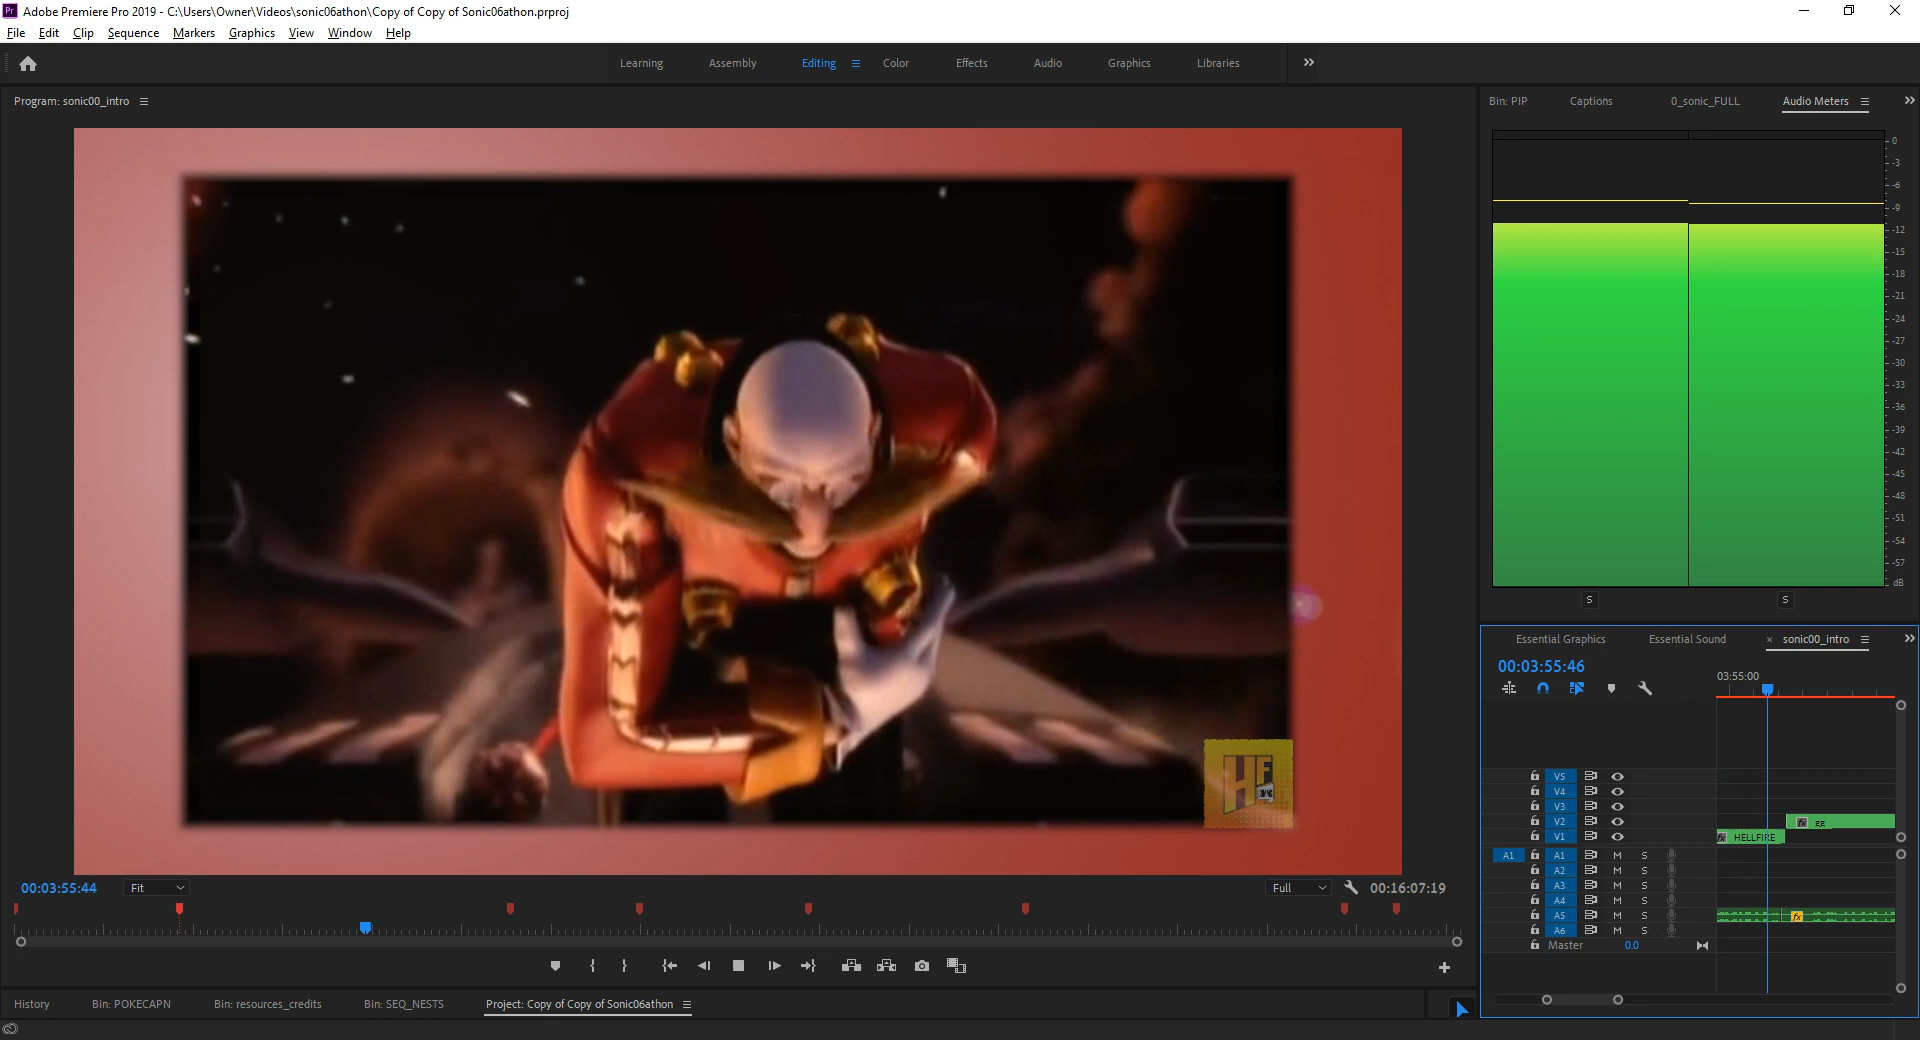 Adobe Premiere Pro 2019 - C:\Users\Owner\Videos\sonic06athon\Copy of Copy of Sonic06athon.prproj
File Edit Clip Sequence Markers Graphics View Window Help
Learning Assembly Editing Color Effects Audio Graphics Libraries
Program: sonic00_intro
Bin: PIP Captions 0_sonic_FULL Audio Meters
0
-3
-6
-9
-12
-15
-18
-21
-24
-27
-30
-33
-36
-39
-42
-45
-48
-51
-54
-57
dB
S S
HF
00:03:55:44 Fit Full 00:16:07:19
Essential Graphics Essential Sound × sonic00_intro
00:03:55:46
03:55:00
V5
V4
V3
V2 fx gg
V1 fx HELLFIRE
A1 A1 M S
A2 M S
A3 M S
A4 M S
A5 M S fx
A6 M S
Master 0.0
History Bin: POKECAPN Bin: resources_credits Bin: SEQ_NESTS Project: Copy of Copy of Sonic06athon